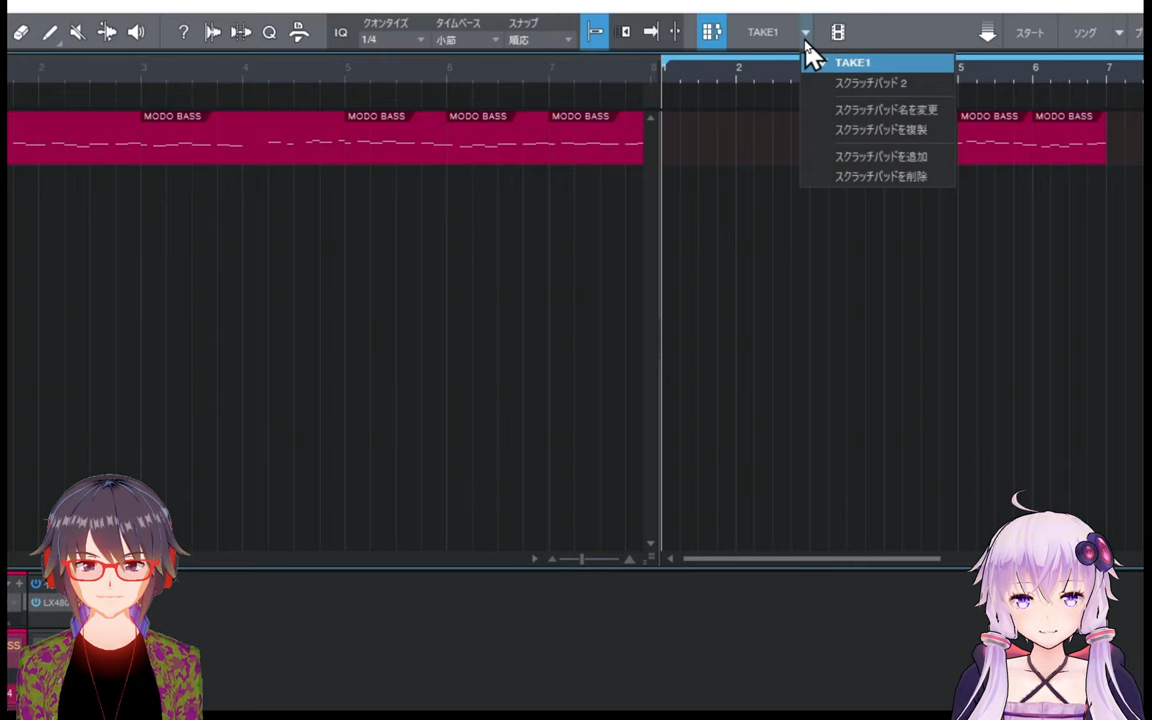 クオンタイズ タイムベース スナップ
IQ 1/4 小節 順応 TAKE1 スタート ソング
2 3 4 5 6 7 8 1 2 5 6 7
TAKE1
スクラッチパッド 2
スクラッチパッド名を変更
スクラッチパッドを複製
スクラッチパッドを追加
スクラッチパッドを削除
MODO BASS MODO BASS MODO BASS MODO BASS MODO BASS MODO BASS
LX480